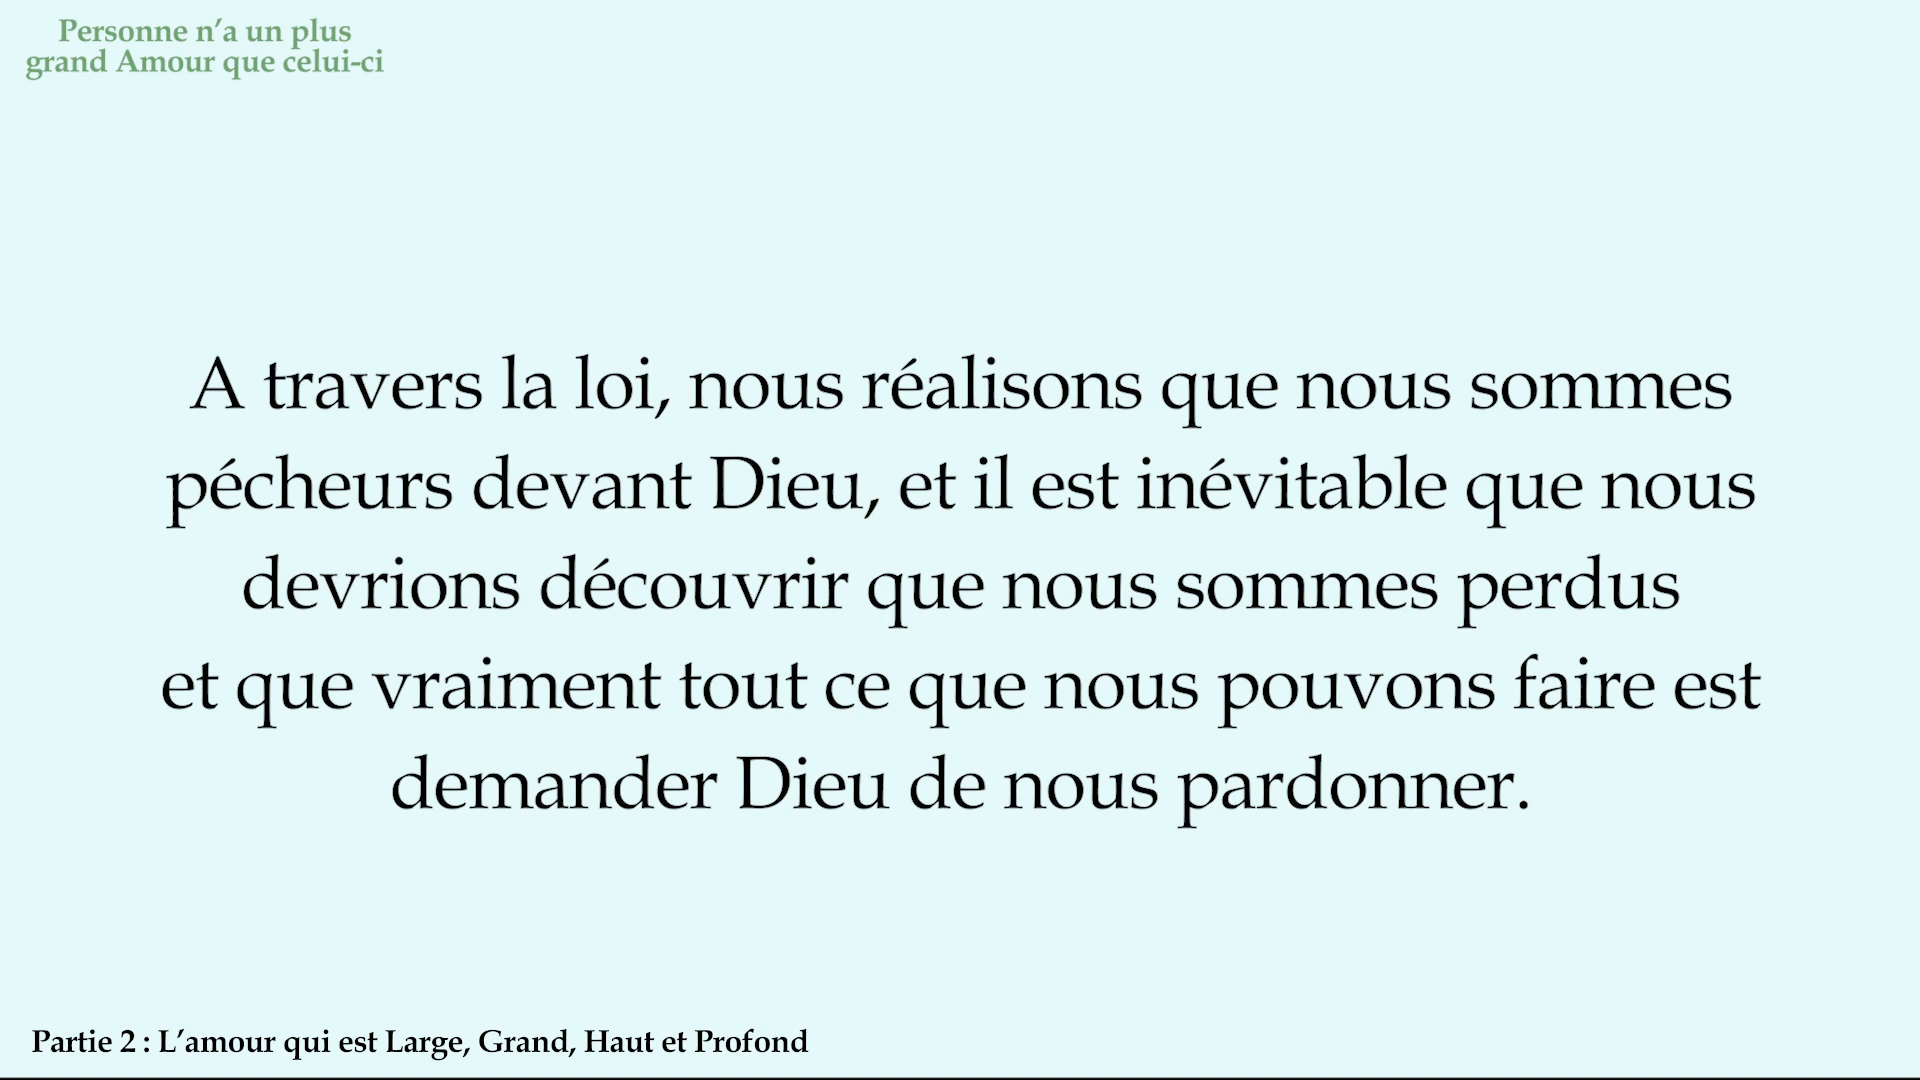 Personne n’a un plus
grand Amour que celui-ci
A travers la loi, nous réalisons que nous sommes
pécheurs devant Dieu, et il est inévitable que nous
devrions découvrir que nous sommes perdus
et que vraiment tout ce que nous pouvons faire est
demander Dieu de nous pardonner.
Partie 2 : L’amour qui est Large, Grand, Haut et Profond